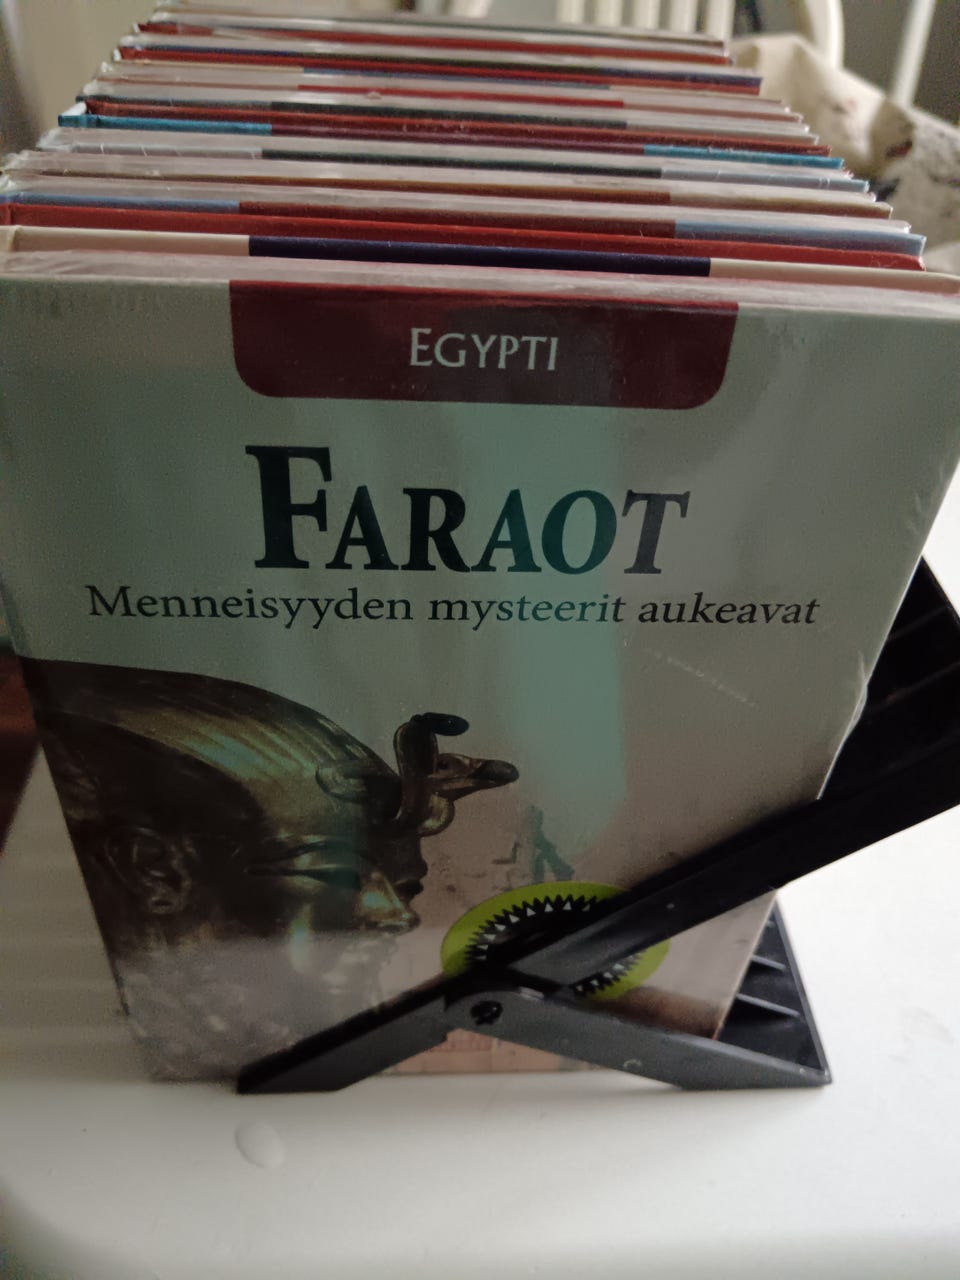 EGYPTI
FARAOT
Menneisyyden mysteerit aukeavat